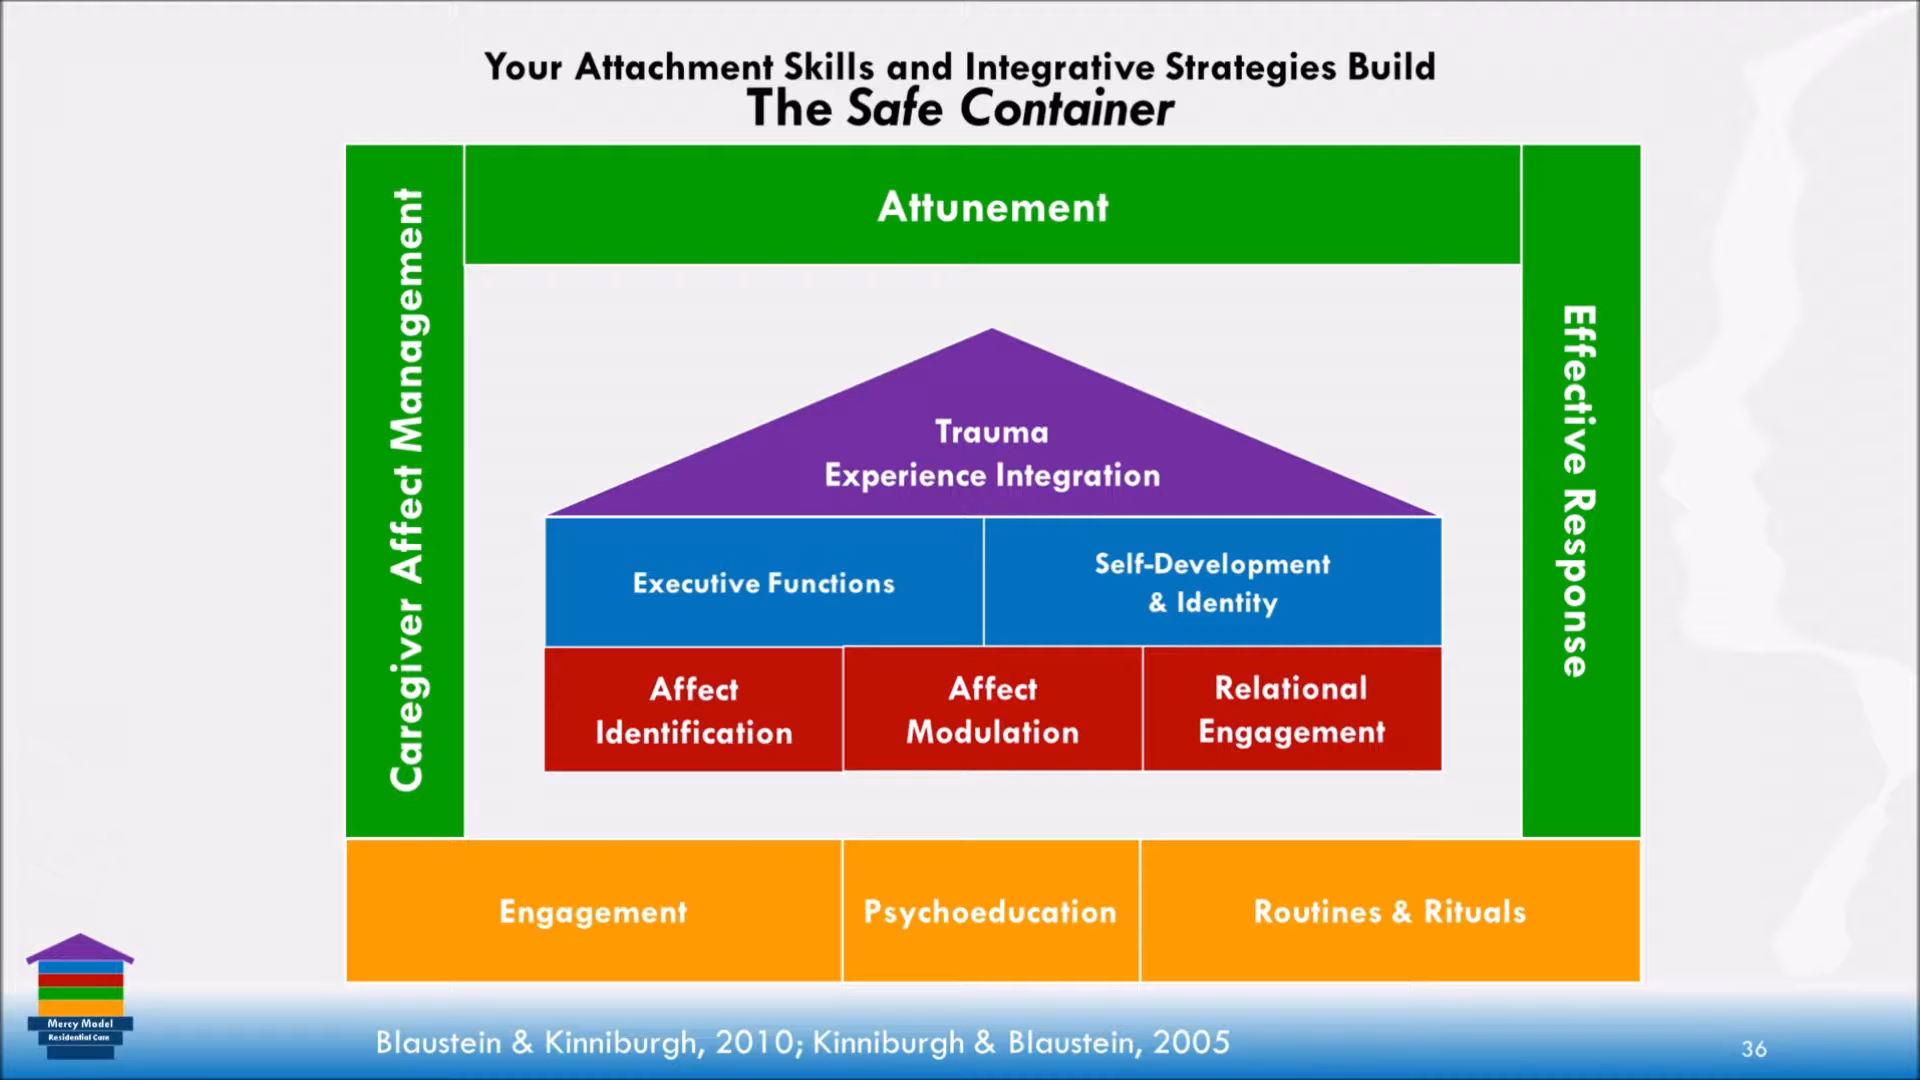 Your Attachment Skills and Integrative Strategies Build
The Safe Container
Attunement
Caregiver Affect Management
Effective Response
Trauma
Experience Integration
Executive Functions
Self-Development
& Identity
Affect
Identification
Affect
Modulation
Relational
Engagement
Engagement
Psychoeducation
Routines & Rituals
Mercy Model
Residential Care
Blaustein & Kinniburgh, 2010; Kinniburgh & Blaustein, 2005
36